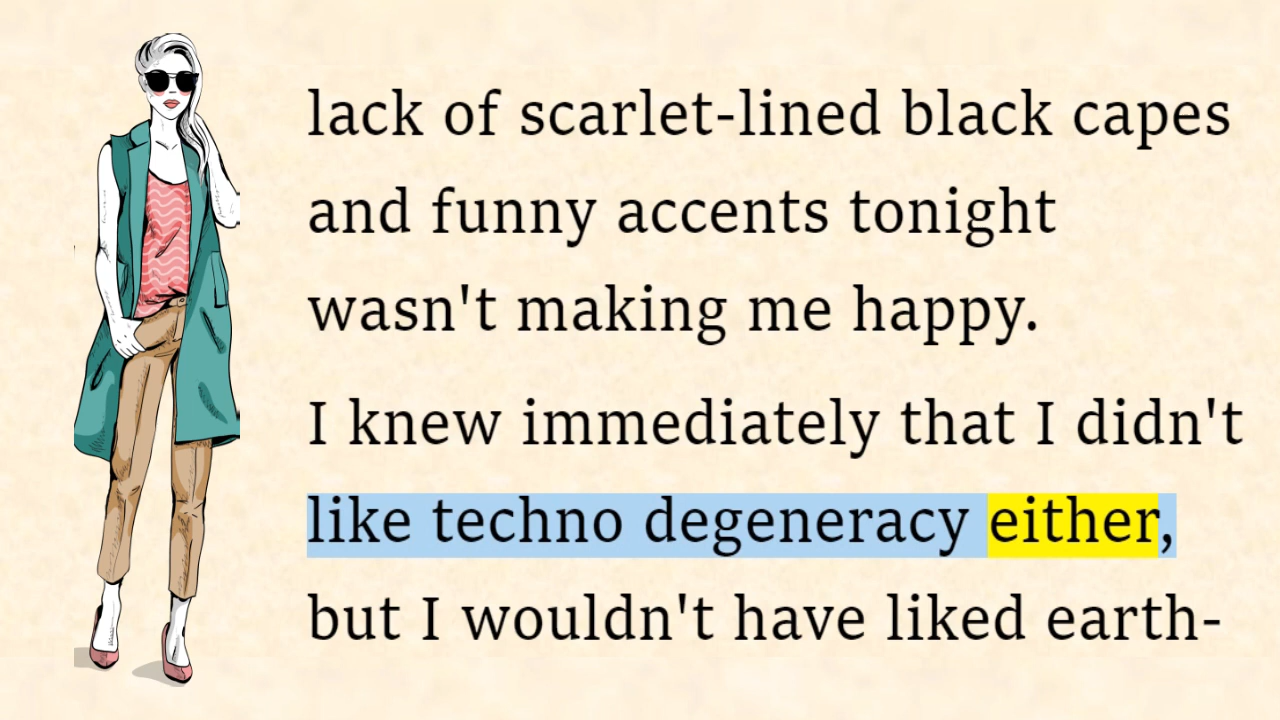 lack of scarlet-lined black capes
and funny accents tonight
wasn't making me happy.
I knew immediately that I didn't
like techno degeneracy either,
but I wouldn't have liked earth-